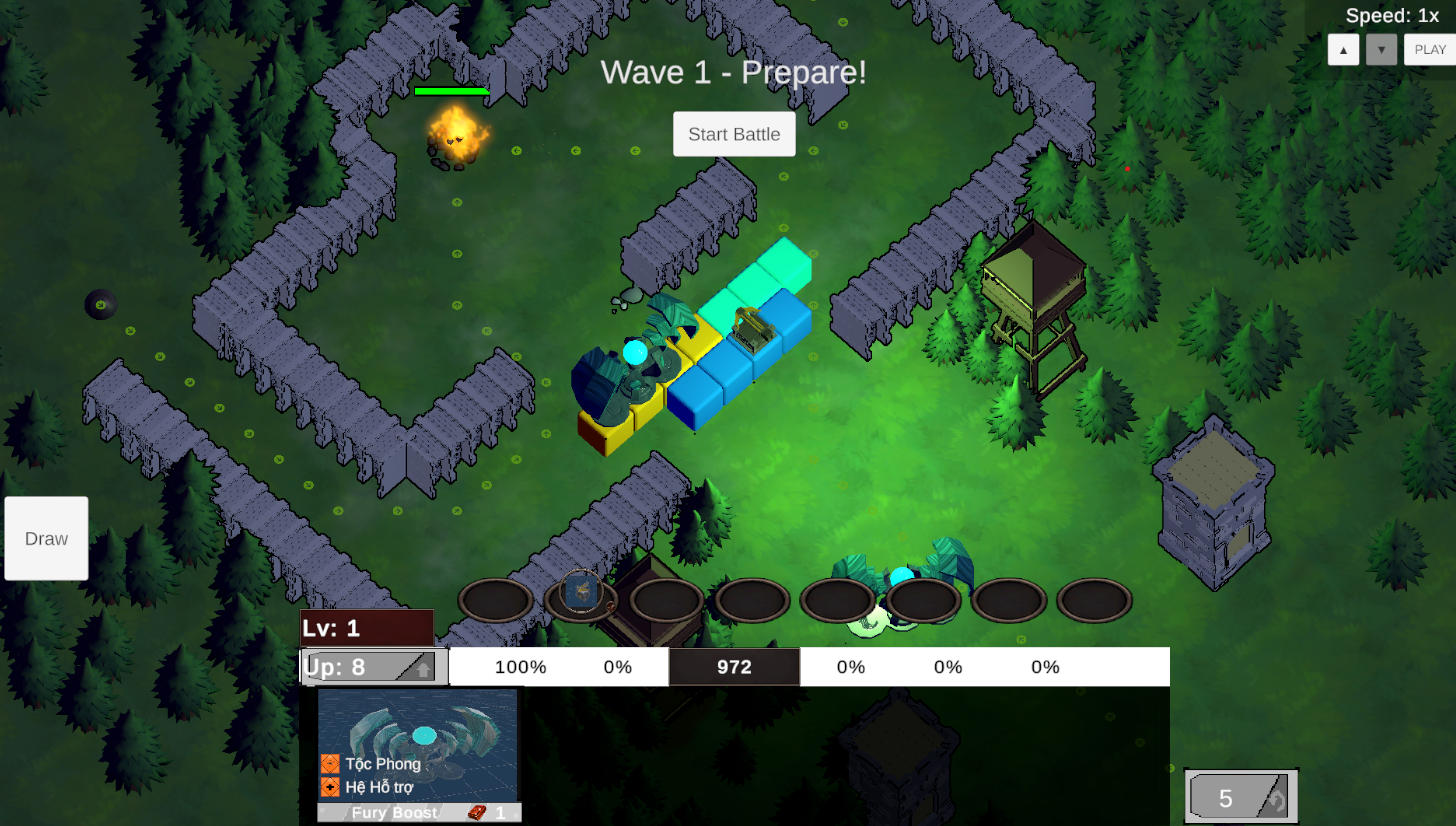 Speed: 1x
PLAY
Wave 1 - Prepare!
Start Battle
Draw
Lv: 1
Up: 8
100% 0% 972 0% 0% 0%
Tộc Phong
Hệ Hỗ trợ
Fury Boost 1
5